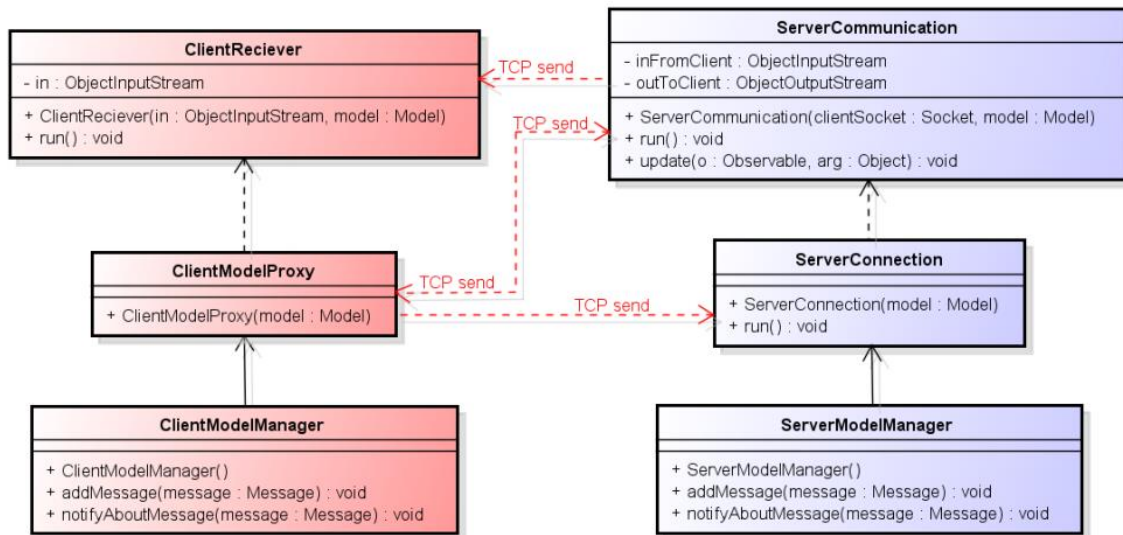 ClientReciever
- in : ObjectInputStream
+ ClientReciever(in : ObjectInputStream, model : Model)
+ run() : void
TCP send
ServerCommunication
- inFromClient : ObjectInputStream
- outToClient : ObjectOutputStream
+ ServerCommunication(clientSocket : Socket, model : Model)
+ run() : void
+ update(o : Observable, arg : Object) : void
TCP send
ClientModelProxy
+ ClientModelProxy(model : Model)
TCP send
TCP send
ServerConnection
+ ServerConnection(model : Model)
+ run() : void
ClientModelManager
+ ClientModelManager()
+ addMessage(message : Message) : void
+ notifyAboutMessage(message : Message) : void
ServerModelManager
+ ServerModelManager()
+ addMessage(message : Message) : void
+ notifyAboutMessage(message : Message) : void